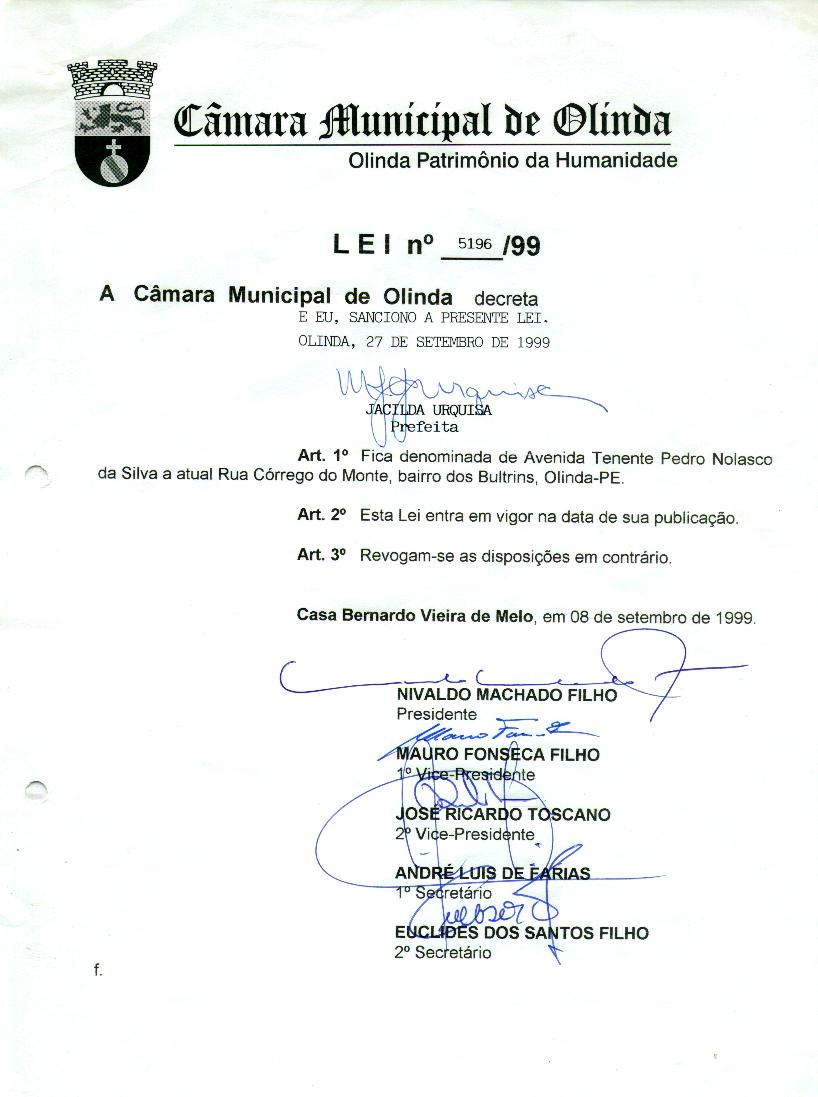 Câmara Municipal de Olinda
Olinda Patrimônio da Humanidade
LEI nº 5196/99
A Câmara Municipal de Olinda decreta
E EU, SANCIONO A PRESENTE LEI.
OLINDA, 27 DE SETEMBRO DE 1999
JACILDA URQUISA
Prefeita
Art. 1º Fica denominada de Avenida Tenente Pedro Nolasco
da Silva a atual Rua Córrego do Monte, bairro dos Bultrins, Olinda-PE.
Art. 2º Esta Lei entra em vigor na data de sua publicação.
Art. 3º Revogam-se as disposições em contrário.
Casa Bernardo Vieira de Melo, em 08 de setembro de 1999.
NIVALDO MACHADO FILHO
Presidente
MAURO FONSECA FILHO
1º Vice-Presidente
JOSÉ RICARDO TOSCANO
2º Vice-Presidente
ANDRÉ LUIS DE FARIAS
1º Secretário
EUCLIDES DOS SANTOS FILHO
2º Secretário
f.